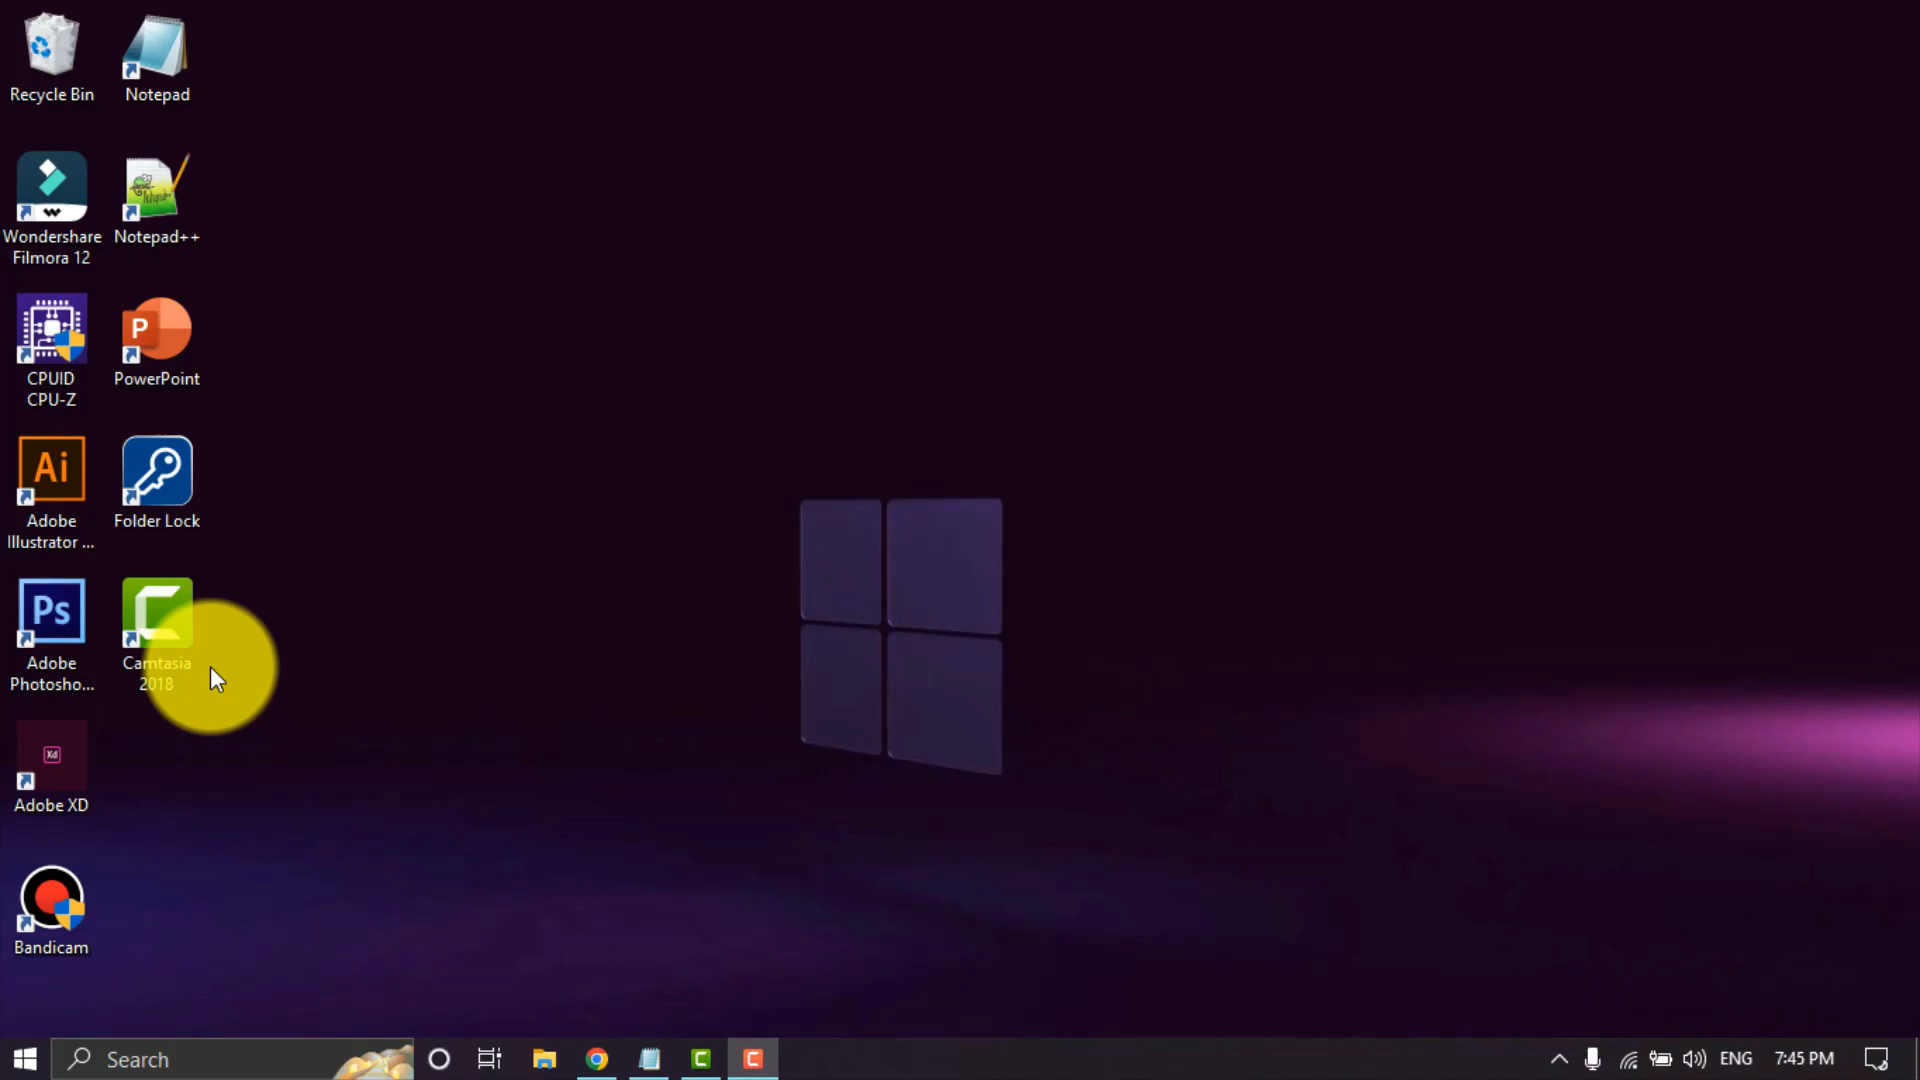 Recycle Bin
Notepad
Wondershare
Filmora 12
Notepad++
CPUID
CPU-Z
P
PowerPoint
Ai
Adobe
Illustrator ...
Folder Lock
Ps
Adobe
Photosho...
C
Camtasia
2018
Xd
Adobe XD
Bandicam
Search
C
C
ENG
7:45 PM